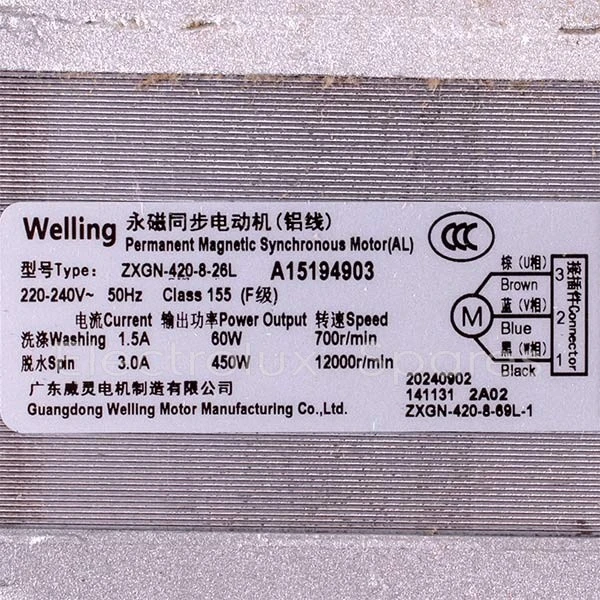 Welling 永磁同步电动机(铝线)
Permanent Magnetic Synchronous Motor(AL)
型号Type: ZXGN-420-8-26L A15194903
220-240V~ 50Hz Class 155 (F级)
电流Current 输出功率Power Output 转速Speed
洗涤Washing 1.5A 60W 700r/min
脱水Spin 3.0A 450W 12000r/min
广东威灵电机制造有限公司
Guangdong Welling Motor Manufacturing Co.,Ltd.
CCC
棕(U相) 3
Brown
蓝(V相) 2
Blue
黑(W相) 1
Black
M
接插件Connector
20240902
141131 2A02
ZXGN-420-8-69L-1
Electrolux Spares